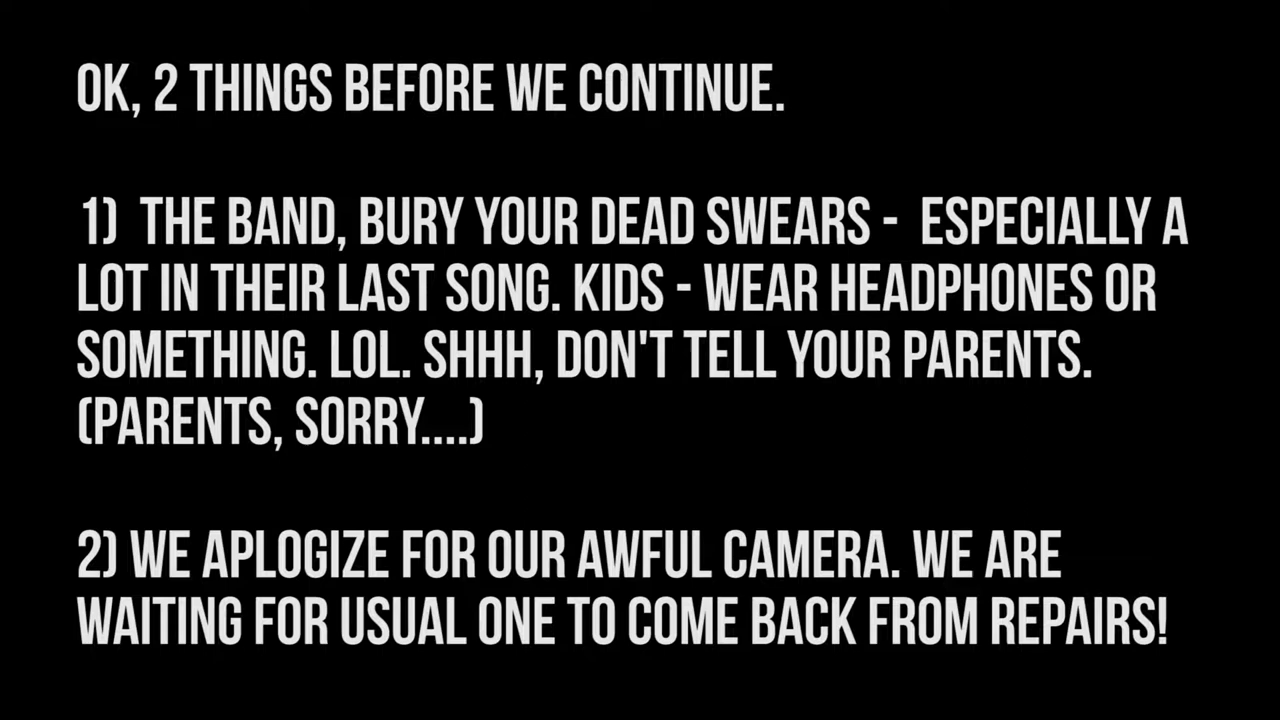 OK, 2 THINGS BEFORE WE CONTINUE.
1) THE BAND, BURY YOUR DEAD SWEARS - ESPECIALLY A
LOT IN THEIR LAST SONG. KIDS - WEAR HEADPHONES OR
SOMETHING. LOL. SHHH, DON'T TELL YOUR PARENTS.
(PARENTS, SORRY....)
2) WE APLOGIZE FOR OUR AWFUL CAMERA. WE ARE
WAITING FOR USUAL ONE TO COME BACK FROM REPAIRS!